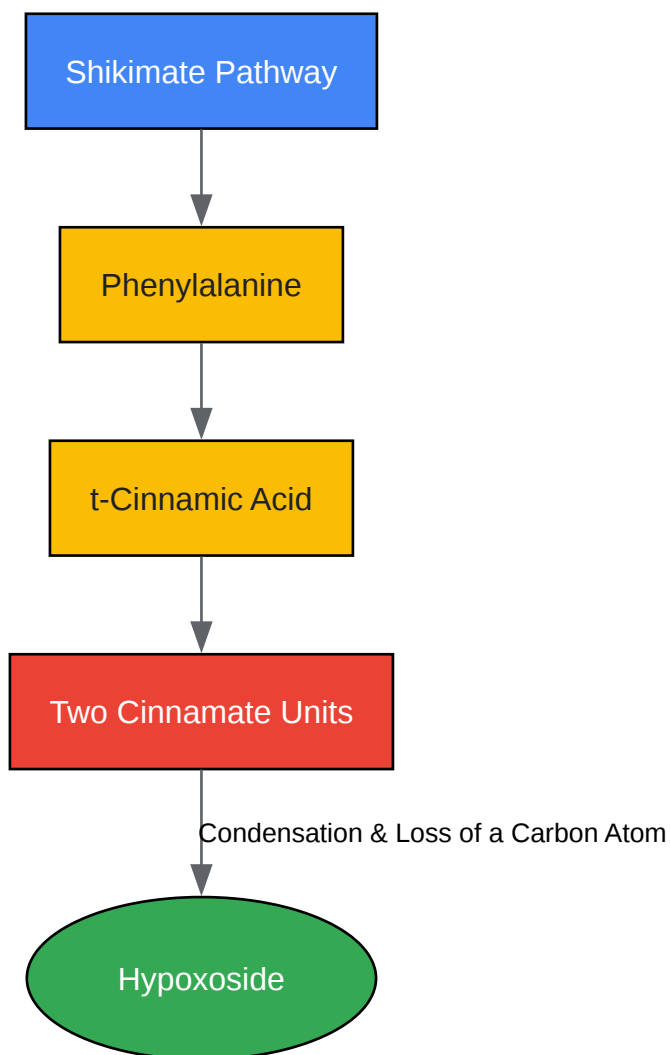 Shikimate Pathway
Phenylalanine
t-Cinnamic Acid
Two Cinnamate Units
Condensation & Loss of a Carbon Atom
Hypoxoside